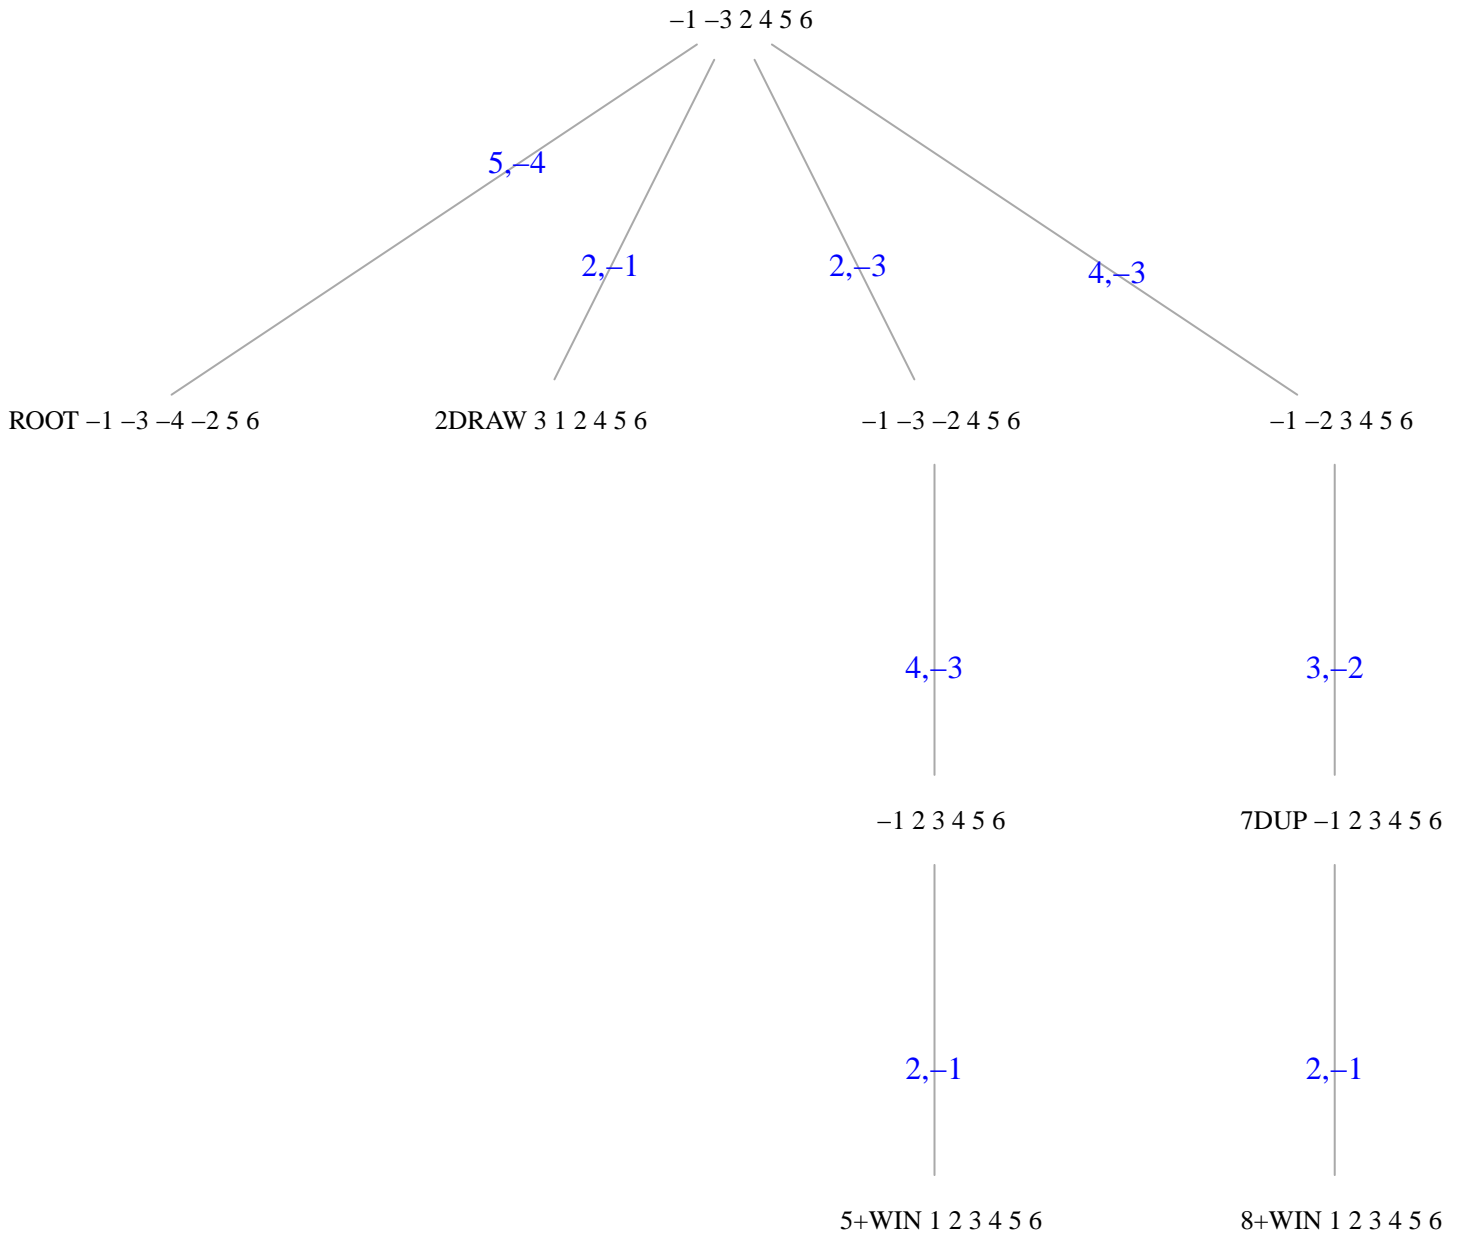 –1 –3 2 4 5 6
5,–4
2,–1
2,–3
4,–3
ROOT –1 –3 –4 –2 5 6
2DRAW 3 1 2 4 5 6
–1 –3 –2 4 5 6
–1 –2 3 4 5 6
4,–3
3,–2
–1 2 3 4 5 6
7DUP –1 2 3 4 5 6
2,–1
2,–1
5+WIN 1 2 3 4 5 6
8+WIN 1 2 3 4 5 6